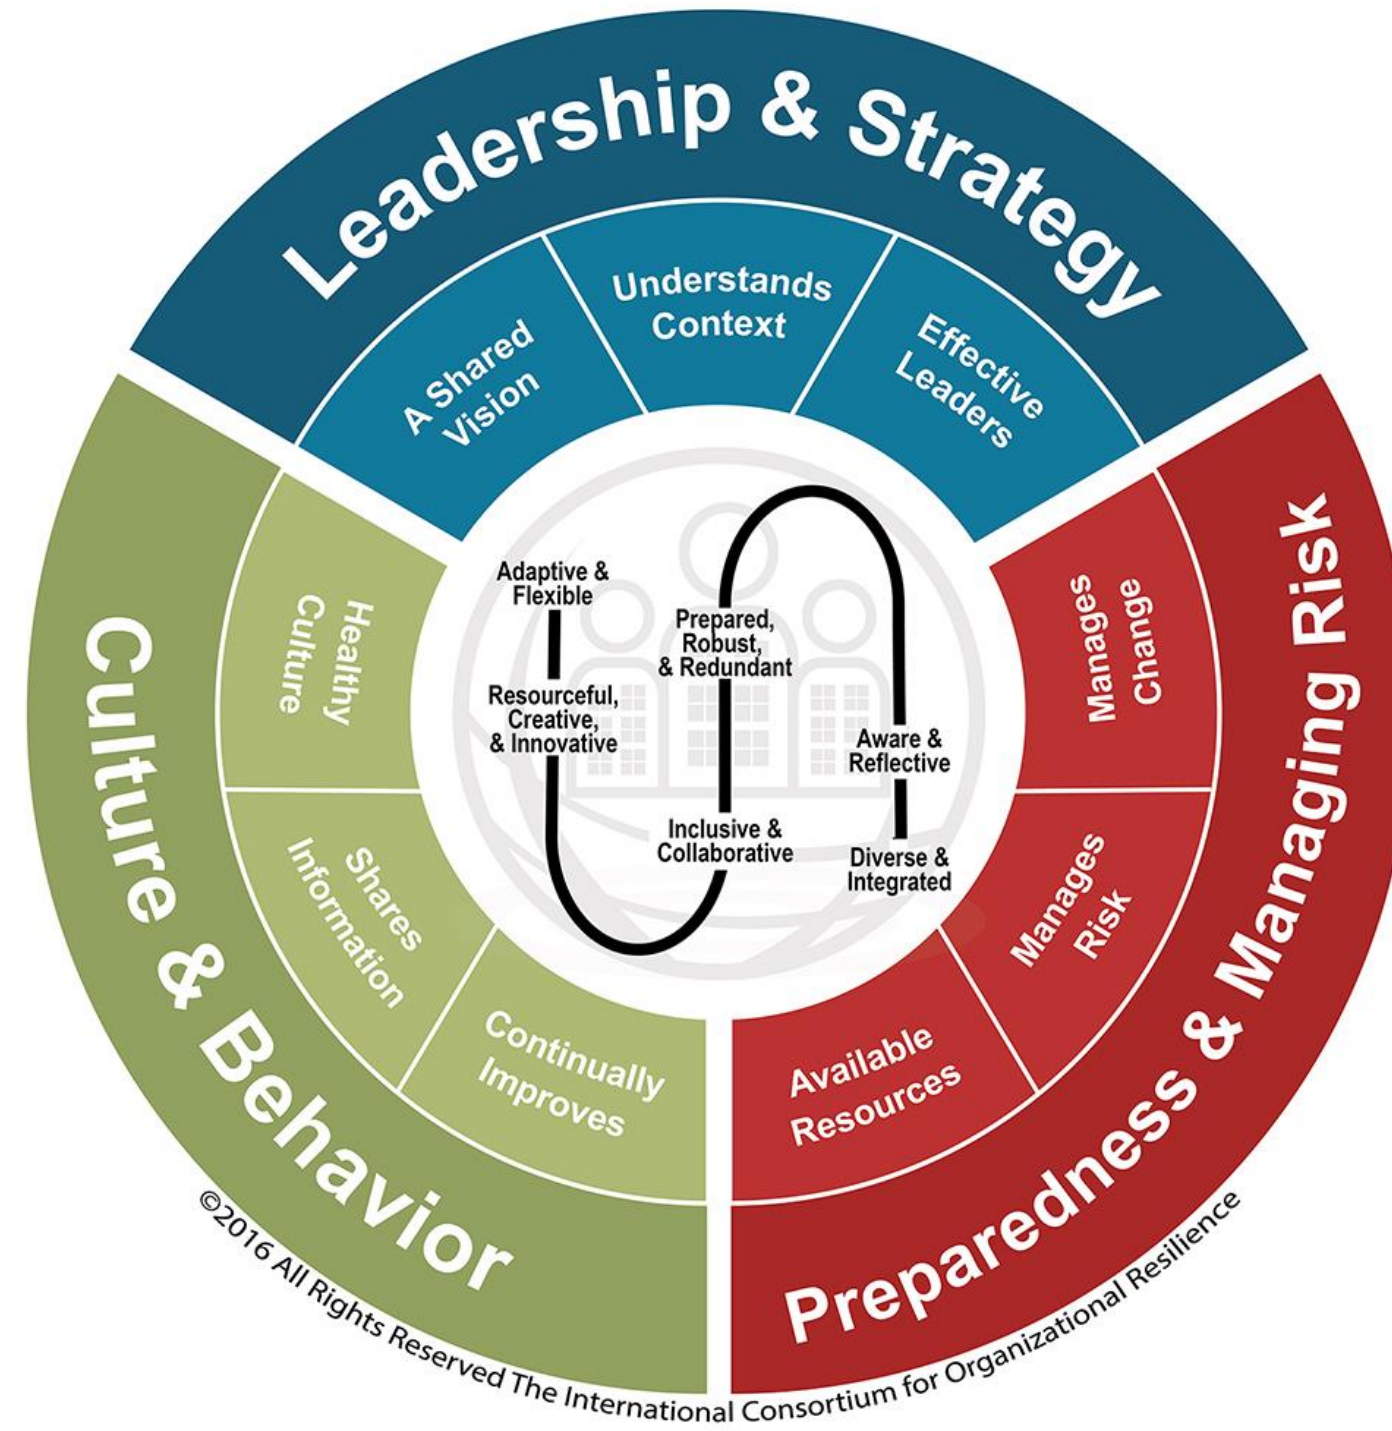 Leadership & Strategy
A Shared
Vision
Understands
Context
Effective
Leaders
Preparedness & Managing Risk
Manages
Change
Manages
Risk
Available
Resources
Culture & Behavior
Healthy
Culture
Shares
Information
Continually
Improves
Adaptive &
Flexible
Resourceful,
Creative,
& Innovative
Inclusive &
Collaborative
Prepared,
Robust,
& Redundant
Aware &
Reflective
Diverse &
Integrated
©2016 All Rights Reserved The International Consortium for Organizational Resilience